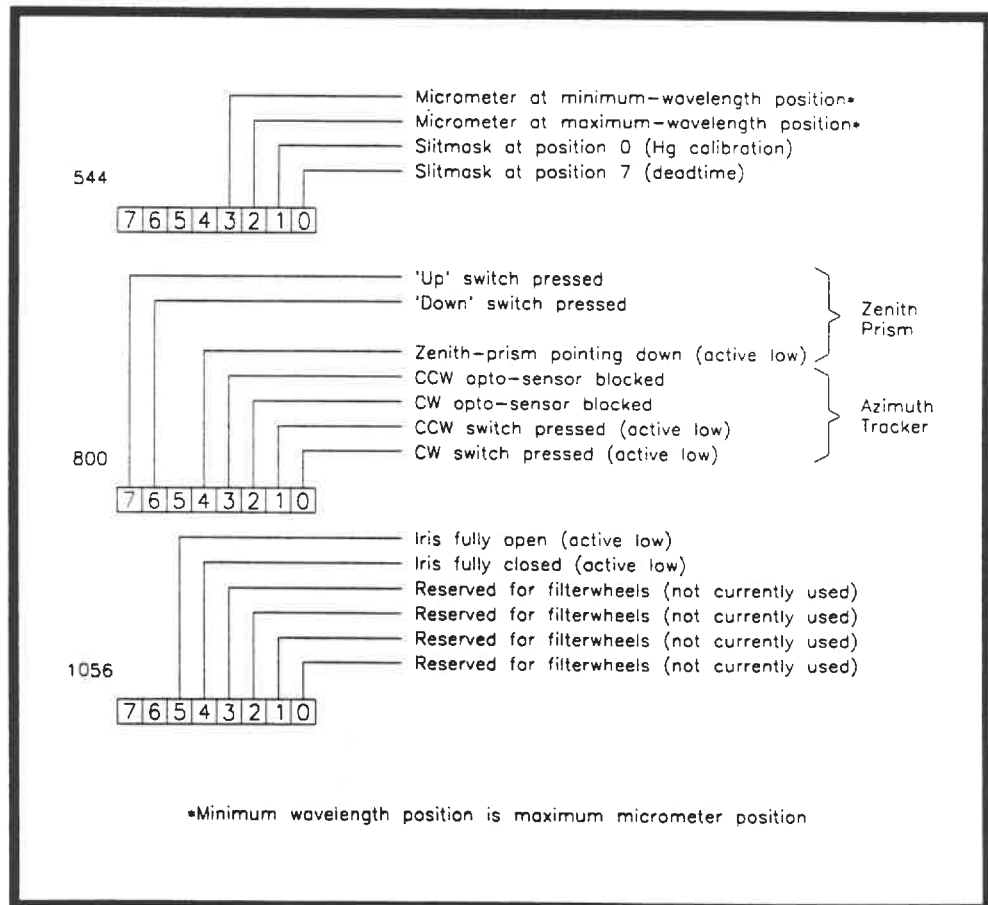 Micrometer at minimum-wavelength position*
Micrometer at maximum-wavelength position*
Slitmask at position 0 (Hg calibration)
Slitmask at position 7 (deadtime)
544
7 6 5 4 3 2 1 0
'Up' switch pressed
'Down' switch pressed
Zenith Prism
Zenith-prism pointing down (active low)
CCW opto-sensor blocked
CW opto-sensor blocked
CCW switch pressed (active low)
CW switch pressed (active low)
Azimuth Tracker
800
7 6 5 4 3 2 1 0
Iris fully open (active low)
Iris fully closed (active low)
Reserved for filterwheels (not currently used)
Reserved for filterwheels (not currently used)
Reserved for filterwheels (not currently used)
Reserved for filterwheels (not currently used)
1056
7 6 5 4 3 2 1 0
*Minimum wavelength position is maximum micrometer position